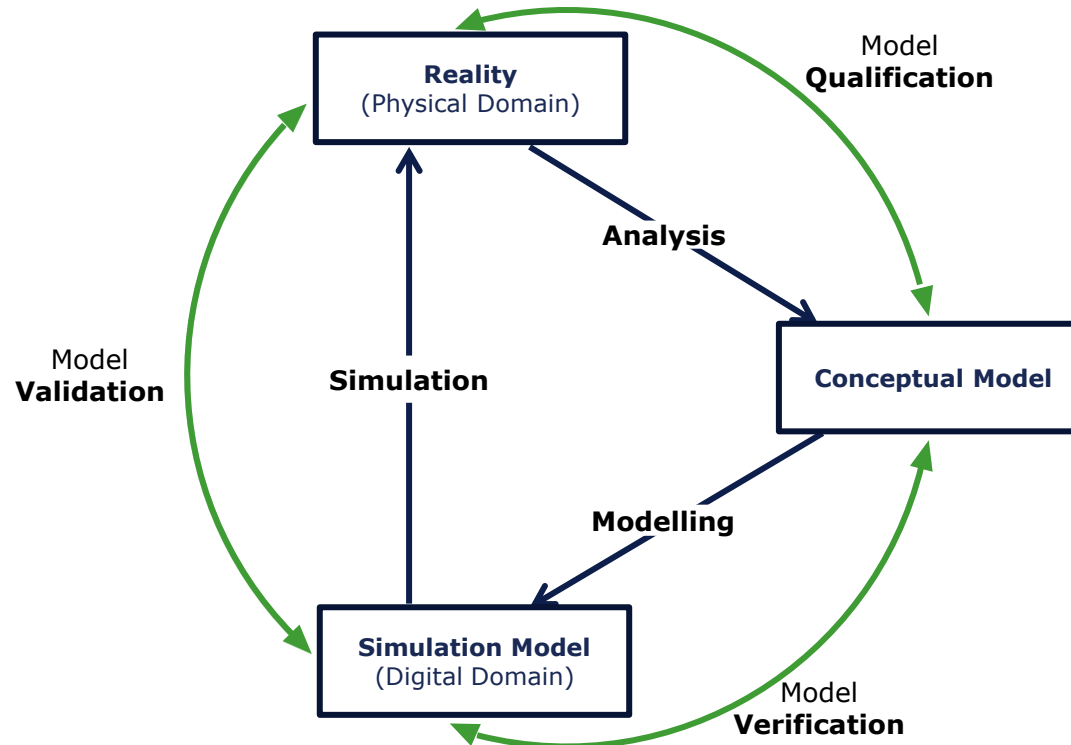 Reality
(Physical Domain)
Model
Qualification
Analysis
Conceptual Model
Model
Validation
Simulation
Modelling
Simulation Model
(Digital Domain)
Model
Verification